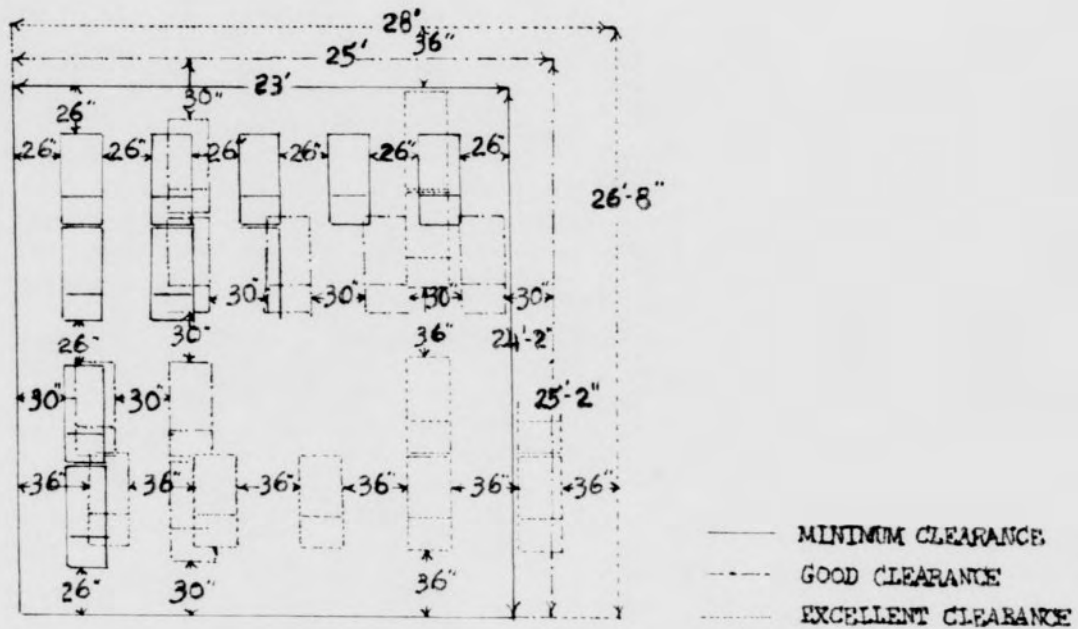 28'
36"
25'
23'
30"
26"
26" 26" 26" 26" 26" 26"
26'-8"
30" 30" 30" 30"
26" 30" 36" 24'-2"
30" 30" 25'-2"
36" 36" 36" 36" 36" 36"
26" 30" 36"
MINIMUM CLEARANCE
GOOD CLEARANCE
EXCELLENT CLEARANCE